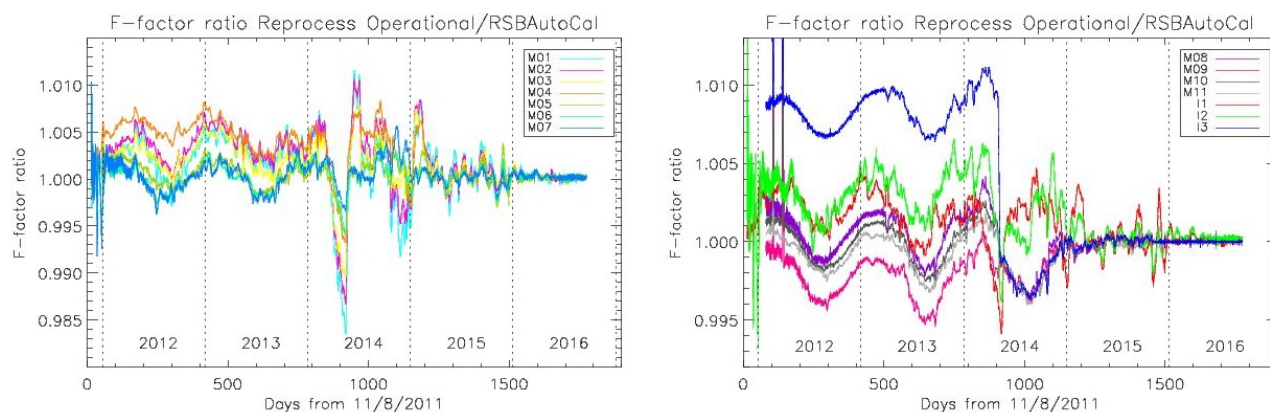 F-factor ratio Reprocess Operational/RSBAutoCal
F-factor ratio
1.015
1.010
1.005
1.000
0.995
0.990
0.985
M01
M02
M03
M04
M05
M06
M07
2012
2013
2014
2015
2016
0
500
1000
1500
Days from 11/8/2011
F-factor ratio Reprocess Operational/RSBAutoCal
F-factor ratio
1.010
1.005
1.000
0.995
M08
M09
M10
M11
I1
I2
I3
2012
2013
2014
2015
2016
0
500
1000
1500
Days from 11/8/2011